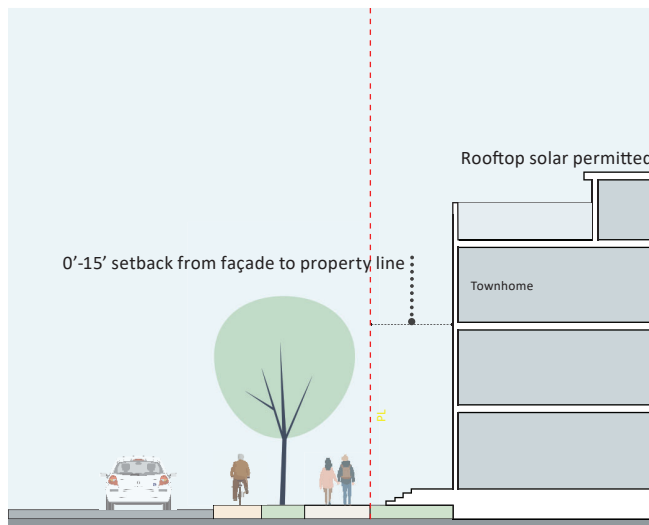 Rooftop solar permitted
0'-15' setback from façade to property line
Townhome
PL